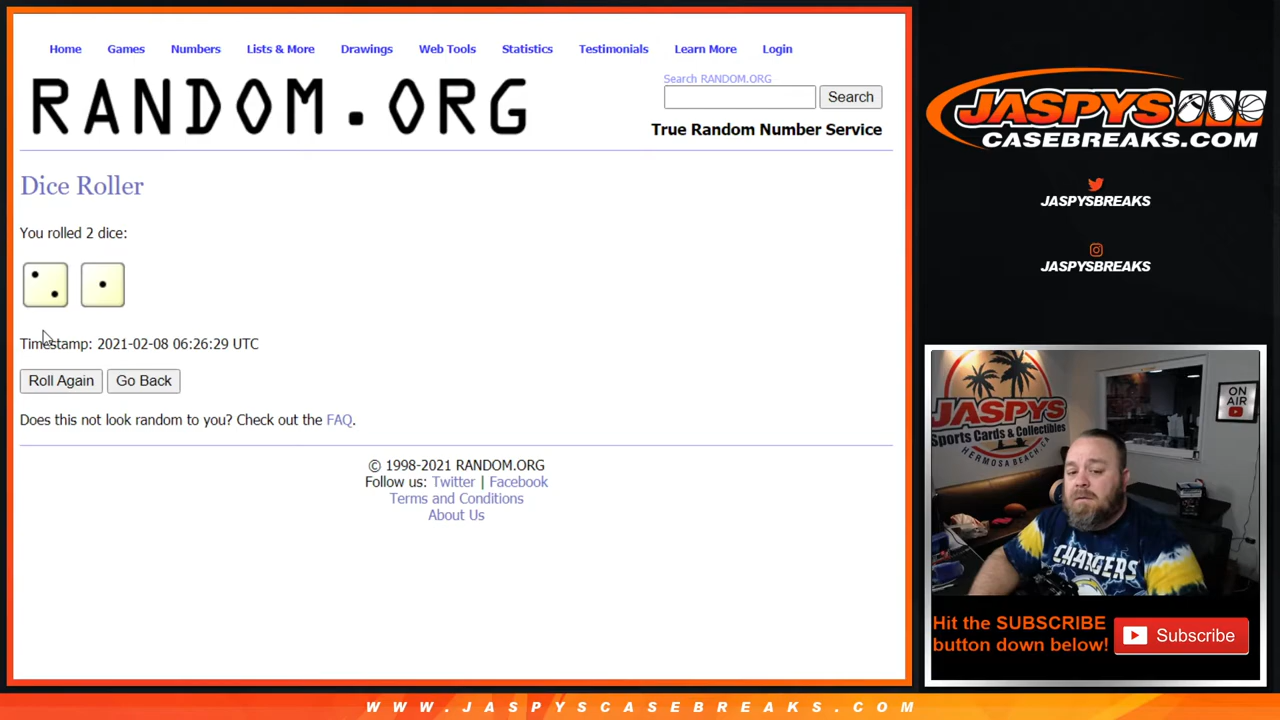 Home Games Numbers Lists & More Drawings Web Tools Statistics Testimonials Learn More Login
RANDOM.ORG
Search RANDOM.ORG
Search
True Random Number Service
Dice Roller
You rolled 2 dice:
Timestamp: 2021-02-08 06:26:29 UTC
Roll Again Go Back
Does this not look random to you? Check out the FAQ.
© 1998-2021 RANDOM.ORG
Follow us: Twitter | Facebook
Terms and Conditions
About Us
JASPYS
CASEBREAKS.COM
JASPYSBREAKS
JASPYSBREAKS
JASPYS
Sports Cards & Collectibles
HERMOSA BEACH, CA
ON
AIR
CHARGERS
Hit the SUBSCRIBE
button down below!
Subscribe
WWW.JASPYSCASEBREAKS.COM